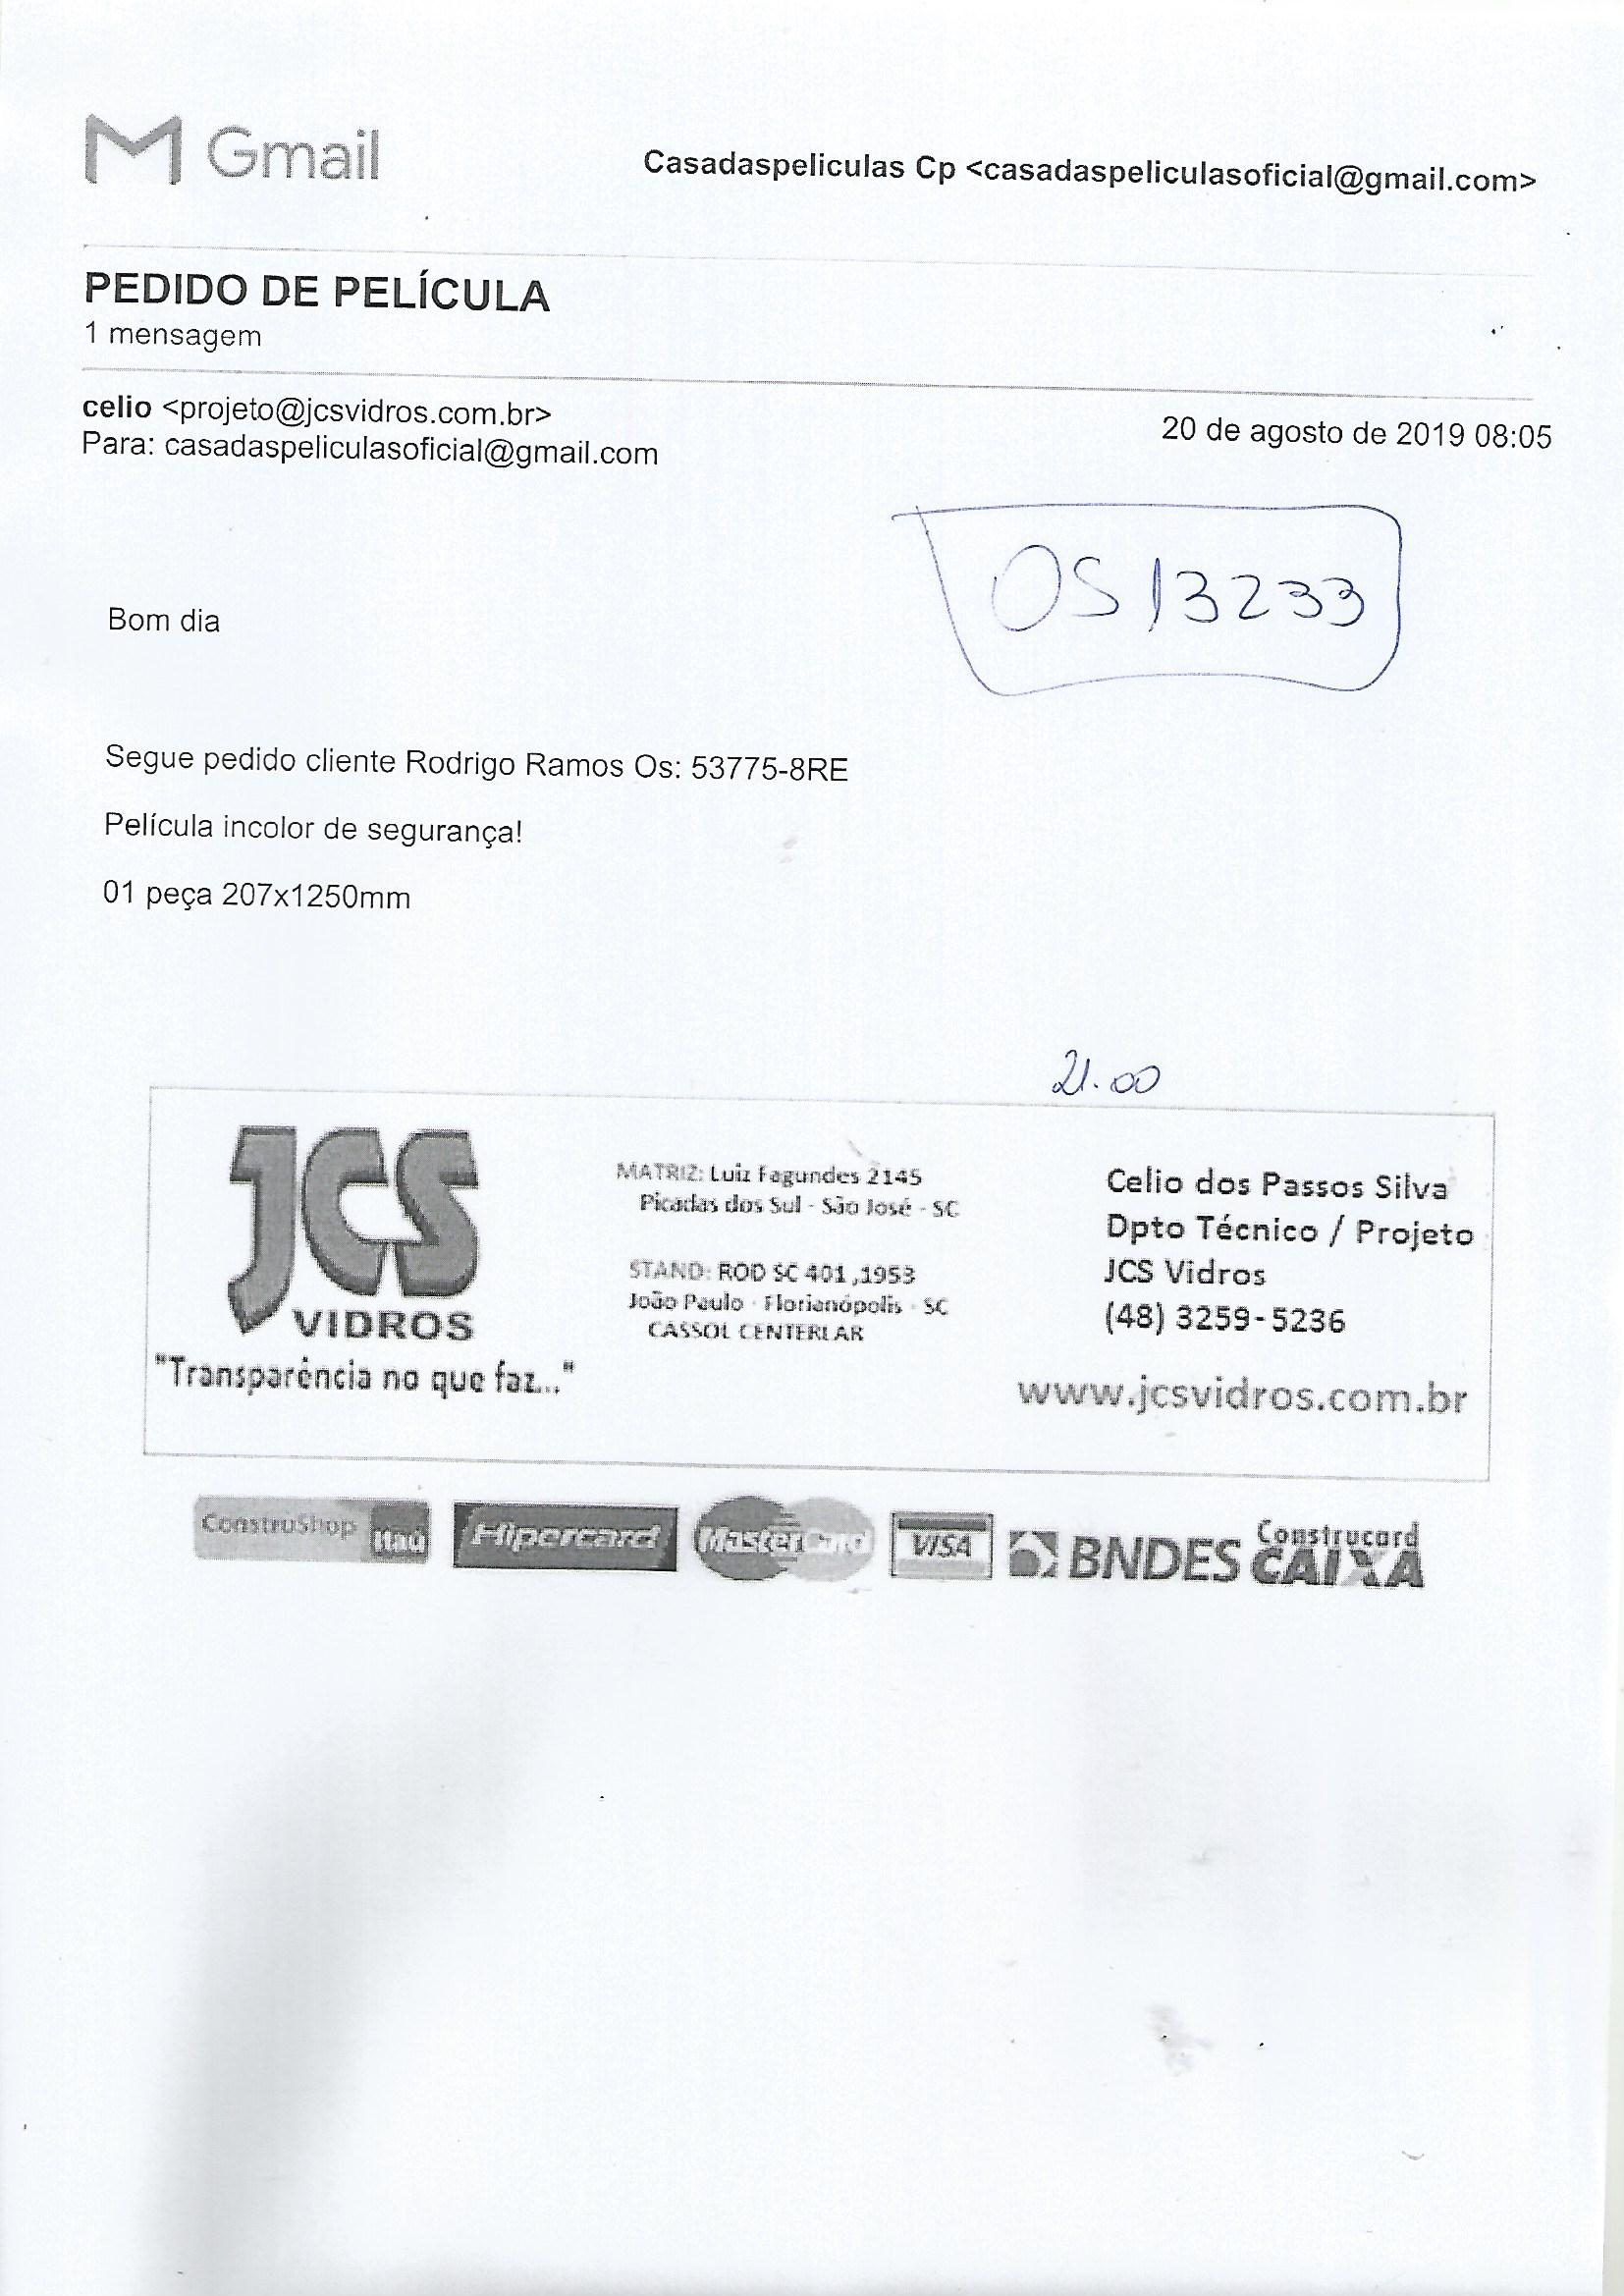 Gmail
Casadaspeliculas Cp <casadaspeliculasoficial@gmail.com>
PEDIDO DE PELÍCULA
1 mensagem
celio <projeto@jcsvidros.com.br>
20 de agosto de 2019 08:05
Para: casadaspeliculasoficial@gmail.com
OS 13233
Bom dia
Segue pedido cliente Rodrigo Ramos Os: 53775-8RE
Película incolor de segurança!
01 peça 207x1250mm
21.00
JCS
VIDROS
"Transparência no que faz..."
MATRIZ: Luiz Fagundes 2145
Picadas dos Sul - São José - SC
STAND: ROD SC 401 ,1953
João Paulo - Florianópolis - SC
CASSOL CENTERLAR
Celio dos Passos Silva
Dpto Técnico / Projeto
JCS Vidros
(48) 3259-5236
www.jcsvidros.com.br
ConstruShop Itaú
Hipercard
MasterCard
VISA
BNDES
Construcard
CAIXA